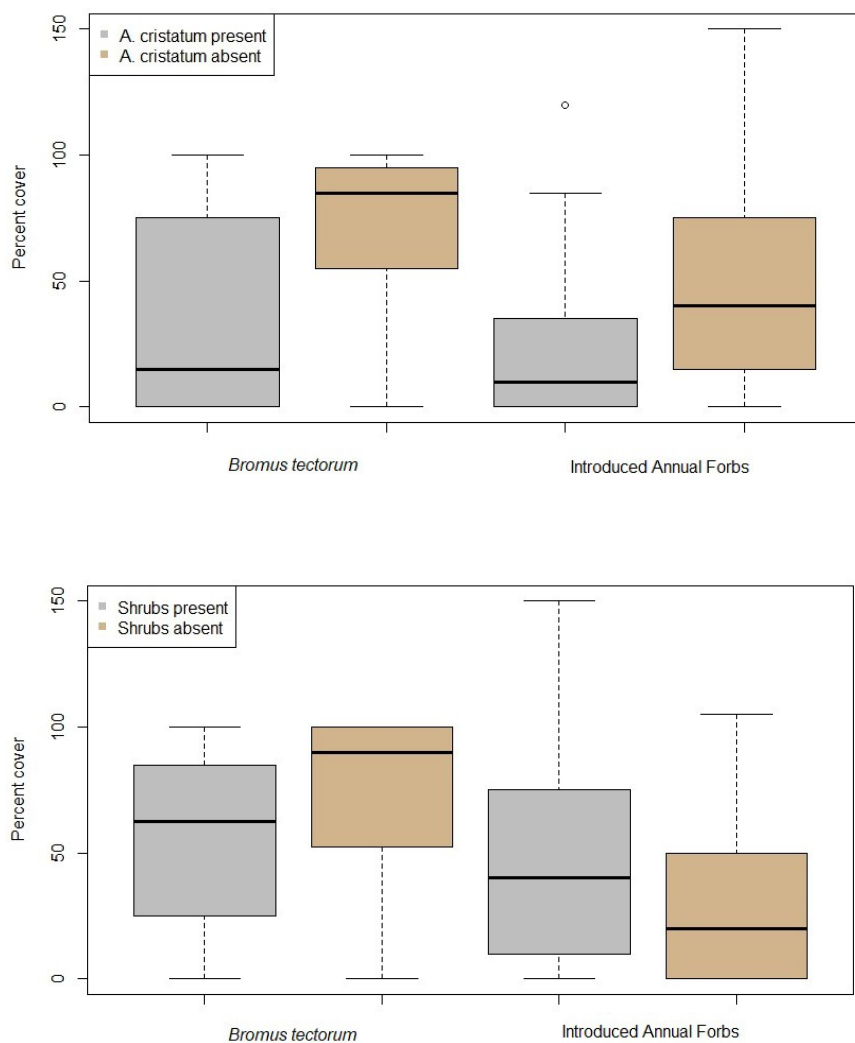 150
A. cristatum present
A. cristatum absent
100
Percent cover
50
0
Bromus tectorum
Introduced Annual Forbs
150
Shrubs present
Shrubs absent
100
Percent cover
50
0
Bromus tectorum
Introduced Annual Forbs